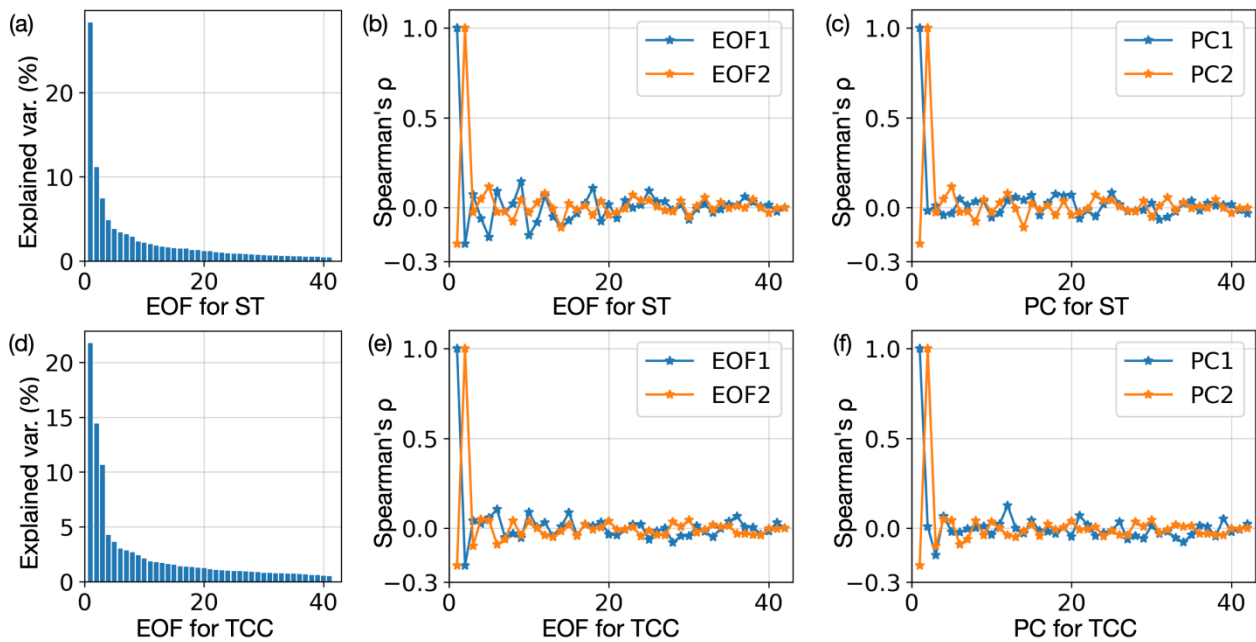 (a)
Explained var. (%)
20
10
0
0 20 40
EOF for ST
(b)
Spearman's ρ
1.0
0.5
0.0
−0.3
0 20 40
EOF for ST
EOF1
EOF2
(c)
Spearman's ρ
1.0
0.5
0.0
−0.3
0 20 40
PC for ST
PC1
PC2
(d)
Explained var. (%)
20
15
10
5
0
0 20 40
EOF for TCC
(e)
Spearman's ρ
1.0
0.5
0.0
−0.3
0 20 40
EOF for TCC
EOF1
EOF2
(f)
Spearman's ρ
1.0
0.5
0.0
−0.3
0 20 40
PC for TCC
PC1
PC2